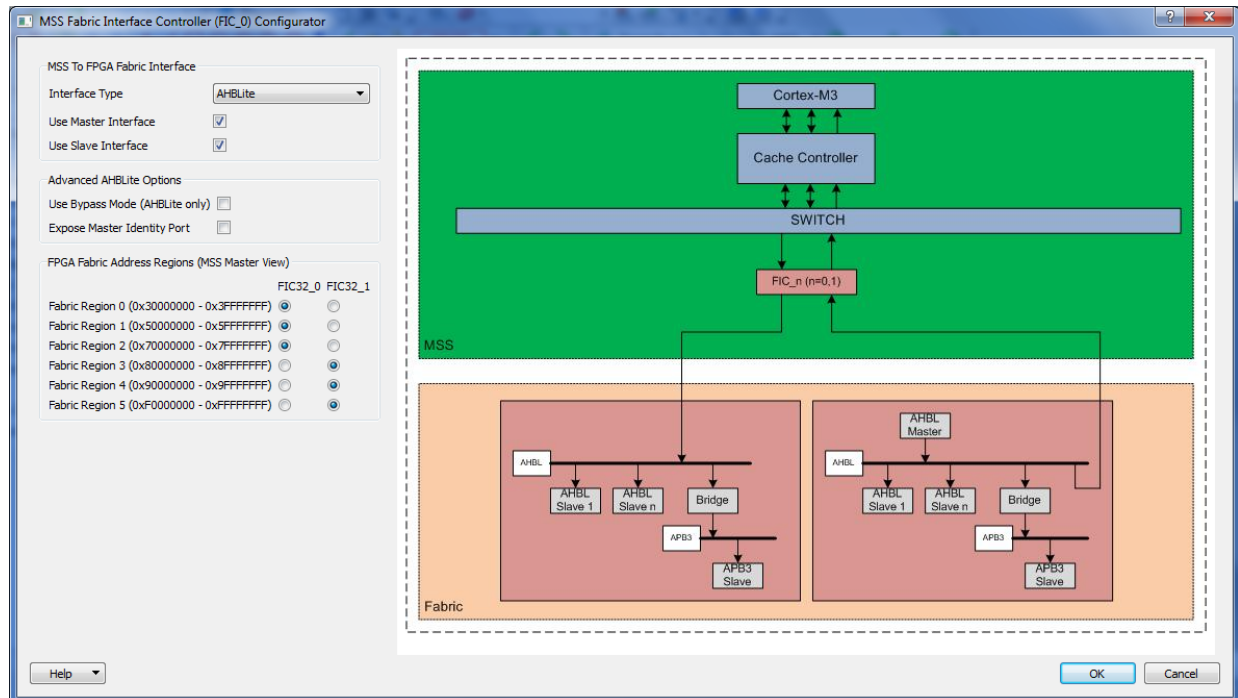 MSS Fabric Interface Controller (FIC_0) Configurator
MSS To FPGA Fabric Interface
Interface Type AHBLite
Use Master Interface
Use Slave Interface
Advanced AHBLite Options
Use Bypass Mode (AHBLite only)
Expose Master Identity Port
FPGA Fabric Address Regions (MSS Master View)
FIC32_0 FIC32_1
Fabric Region 0 (0x30000000 - 0x3FFFFFFF)
Fabric Region 1 (0x50000000 - 0x5FFFFFFF)
Fabric Region 2 (0x70000000 - 0x7FFFFFFF)
Fabric Region 3 (0x80000000 - 0x8FFFFFFF)
Fabric Region 4 (0x90000000 - 0x9FFFFFFF)
Fabric Region 5 (0xF0000000 - 0xFFFFFFFF)
Cortex-M3
Cache Controller
SWITCH
FIC_n (n=0,1)
MSS
AHBL
AHBL
Slave 1
AHBL
Slave n
Bridge
APB3
APB3
Slave
AHBL
Master
AHBL
AHBL
Slave 1
AHBL
Slave n
Bridge
APB3
APB3
Slave
Fabric
Help
OK
Cancel